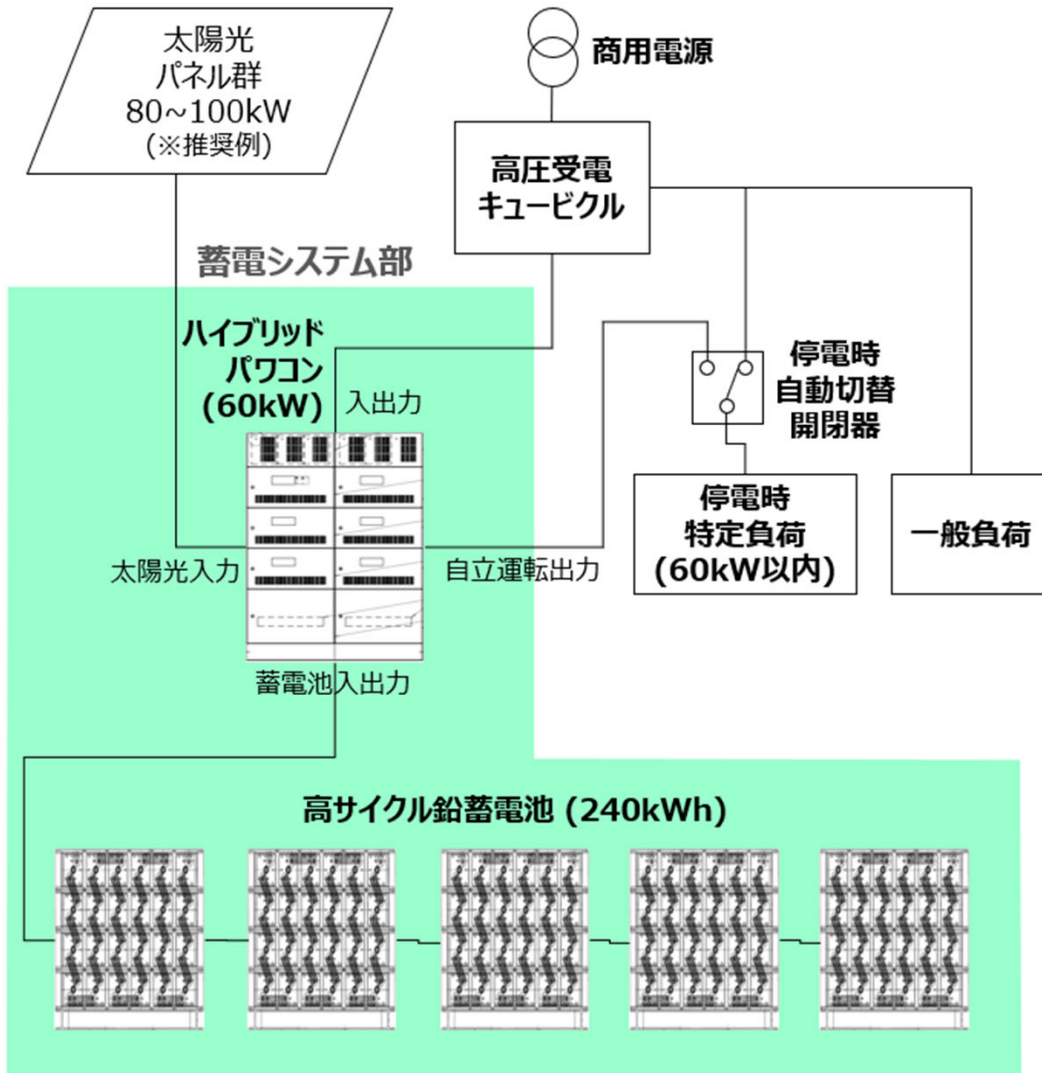 太陽光
パネル群
80~100kW
(※推奨例)
商用電源
高圧受電
キュービクル
蓄電システム部
ハイブリッド
パワコン
(60kW)
入出力
停電時
自動切替
開閉器
太陽光入力
自立運転出力
停電時
特定負荷
(60kW以内)
一般負荷
蓄電池入出力
高サイクル鉛蓄電池 (240kWh)